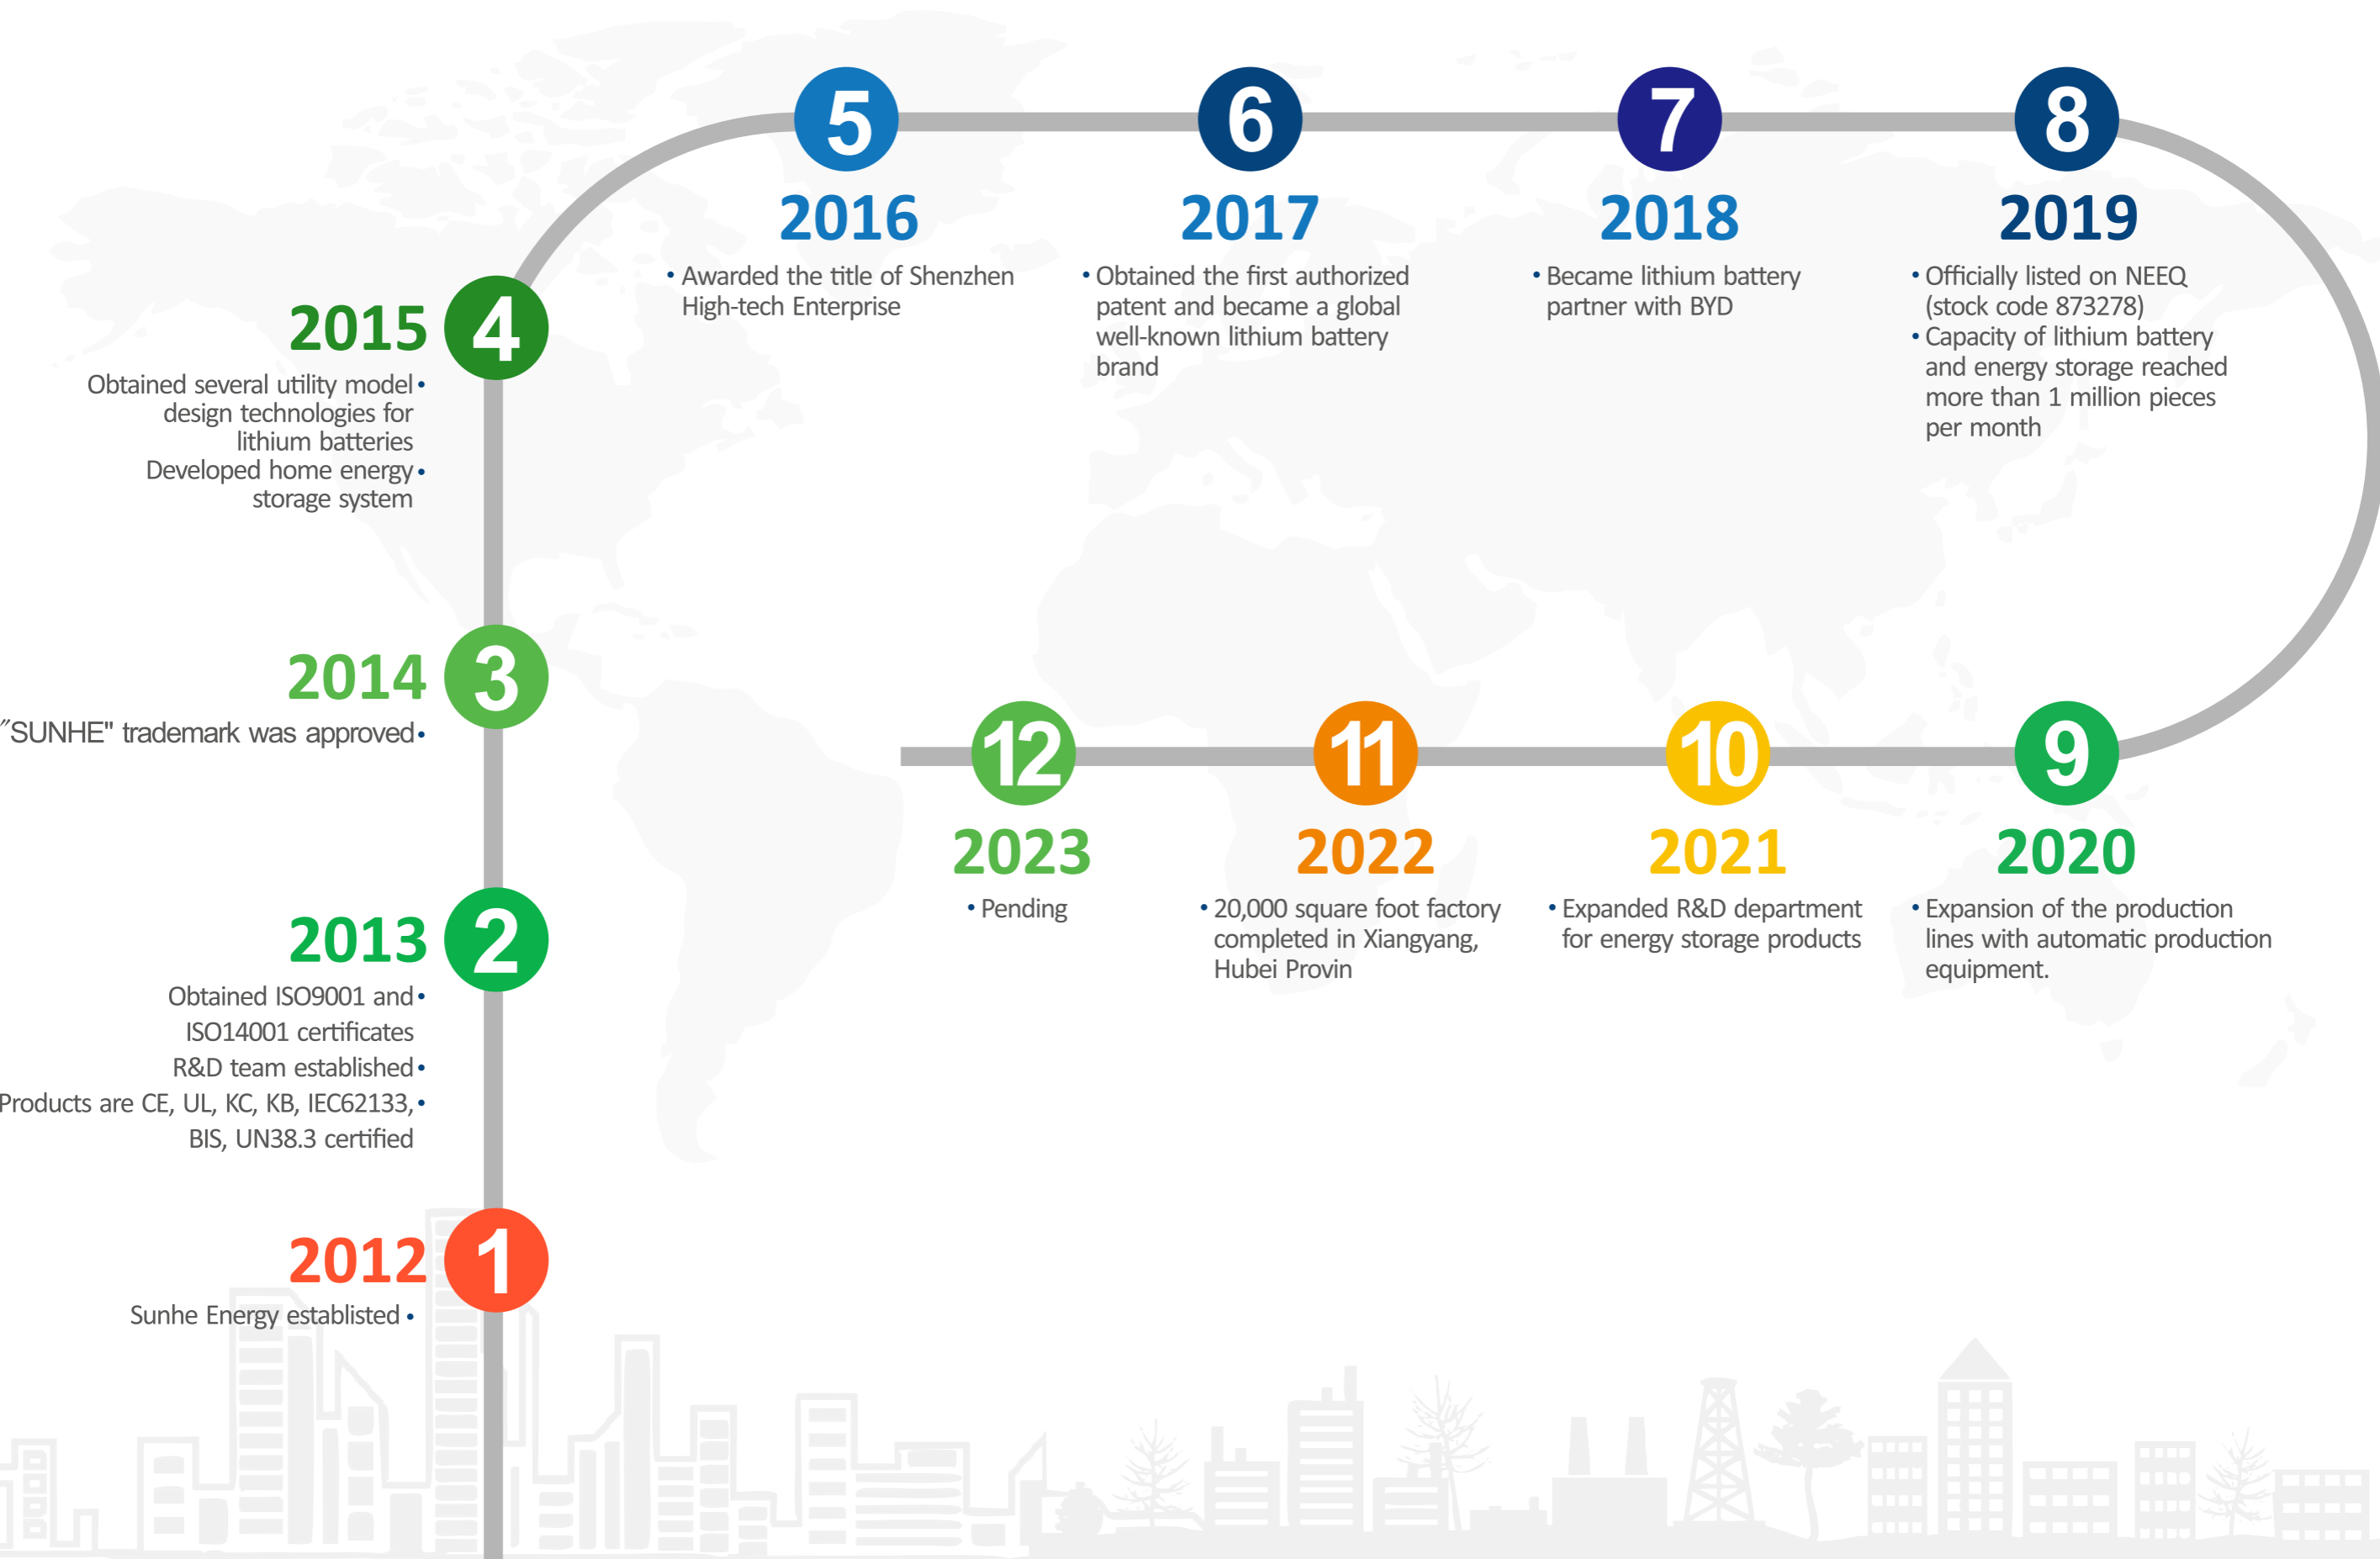 1
2012
Sunhe Energy establisted •
2
2013
Obtained ISO9001 and •
ISO14001 certificates
R&D team established •
Products are CE, UL, KC, KB, IEC62133, •
BIS, UN38.3 certified
3
2014
"SUNHE" trademark was approved •
4
2015
Obtained several utility model •
design technologies for
lithium batteries
Developed home energy •
storage system
5
2016
• Awarded the title of Shenzhen
High-tech Enterprise
6
2017
• Obtained the first authorized
patent and became a global
well-known lithium battery
brand
7
2018
• Became lithium battery
partner with BYD
8
2019
• Officially listed on NEEQ
(stock code 873278)
• Capacity of lithium battery
and energy storage reached
more than 1 million pieces
per month
9
2020
• Expansion of the production
lines with automatic production
equipment.
10
2021
• Expanded R&D department
for energy storage products
11
2022
• 20,000 square foot factory
completed in Xiangyang,
Hubei Provin
12
2023
• Pending